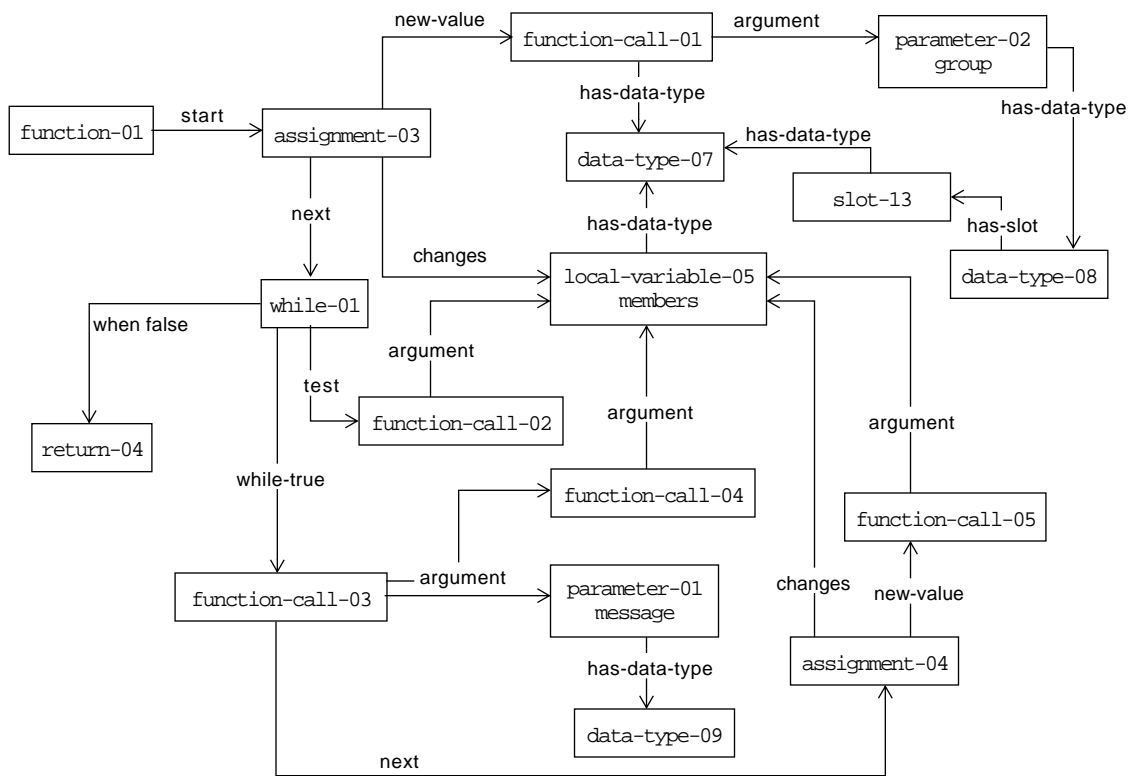 new-value
function-call-01
argument
parameter-02
group
has-data-type
has-data-type
function-01
start
assignment-03
data-type-07
has-data-type
slot-13
next
has-data-type
has-slot
changes
local-variable-05
members
data-type-08
when false
while-01
argument
test
function-call-02
return-04
argument
argument
while-true
function-call-04
function-call-05
function-call-03
argument
parameter-01
message
changes
new-value
has-data-type
assignment-04
data-type-09
next